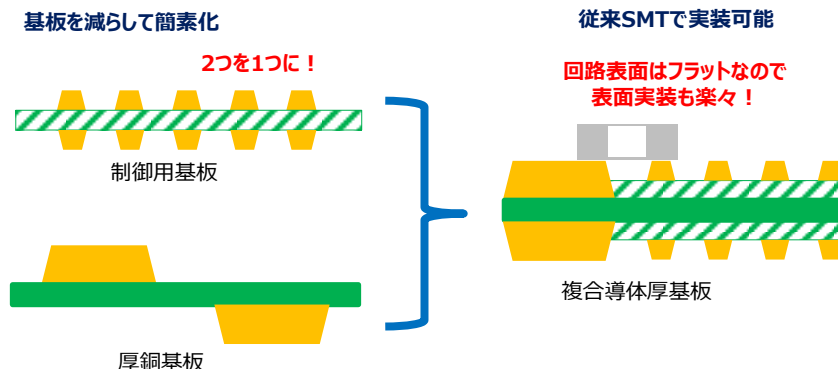 基板を減らして簡素化
2つを1つに！
制御用基板
厚銅基板
従来SMTで実装可能
回路表面はフラットなので
表面実装も楽々！
複合導体厚基板